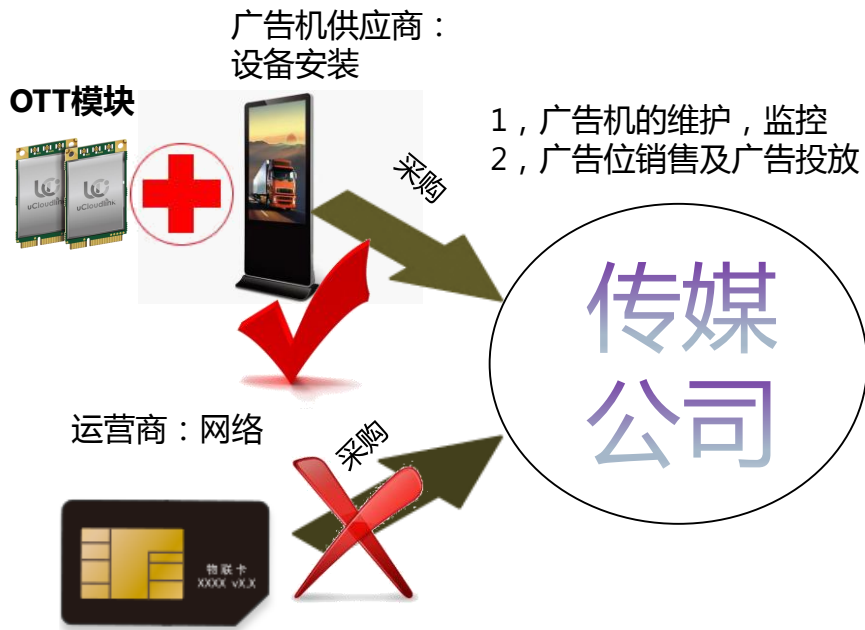 广告机供应商：
设备安装
OTT模块
uCloudlink
uCloudlink
采购
1，广告机的维护，监控
2，广告位销售及广告投放
传媒
公司
运营商：网络
采购
物联卡
XXXX vX.X